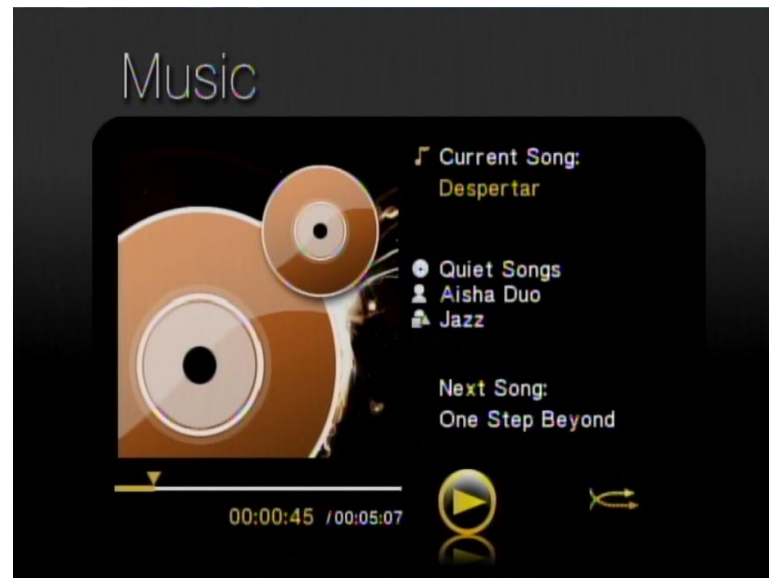 Music
Current Song:
Despertar
Quiet Songs
Aisha Duo
Jazz
Next Song:
One Step Beyond
00:00:45 /00:05:07